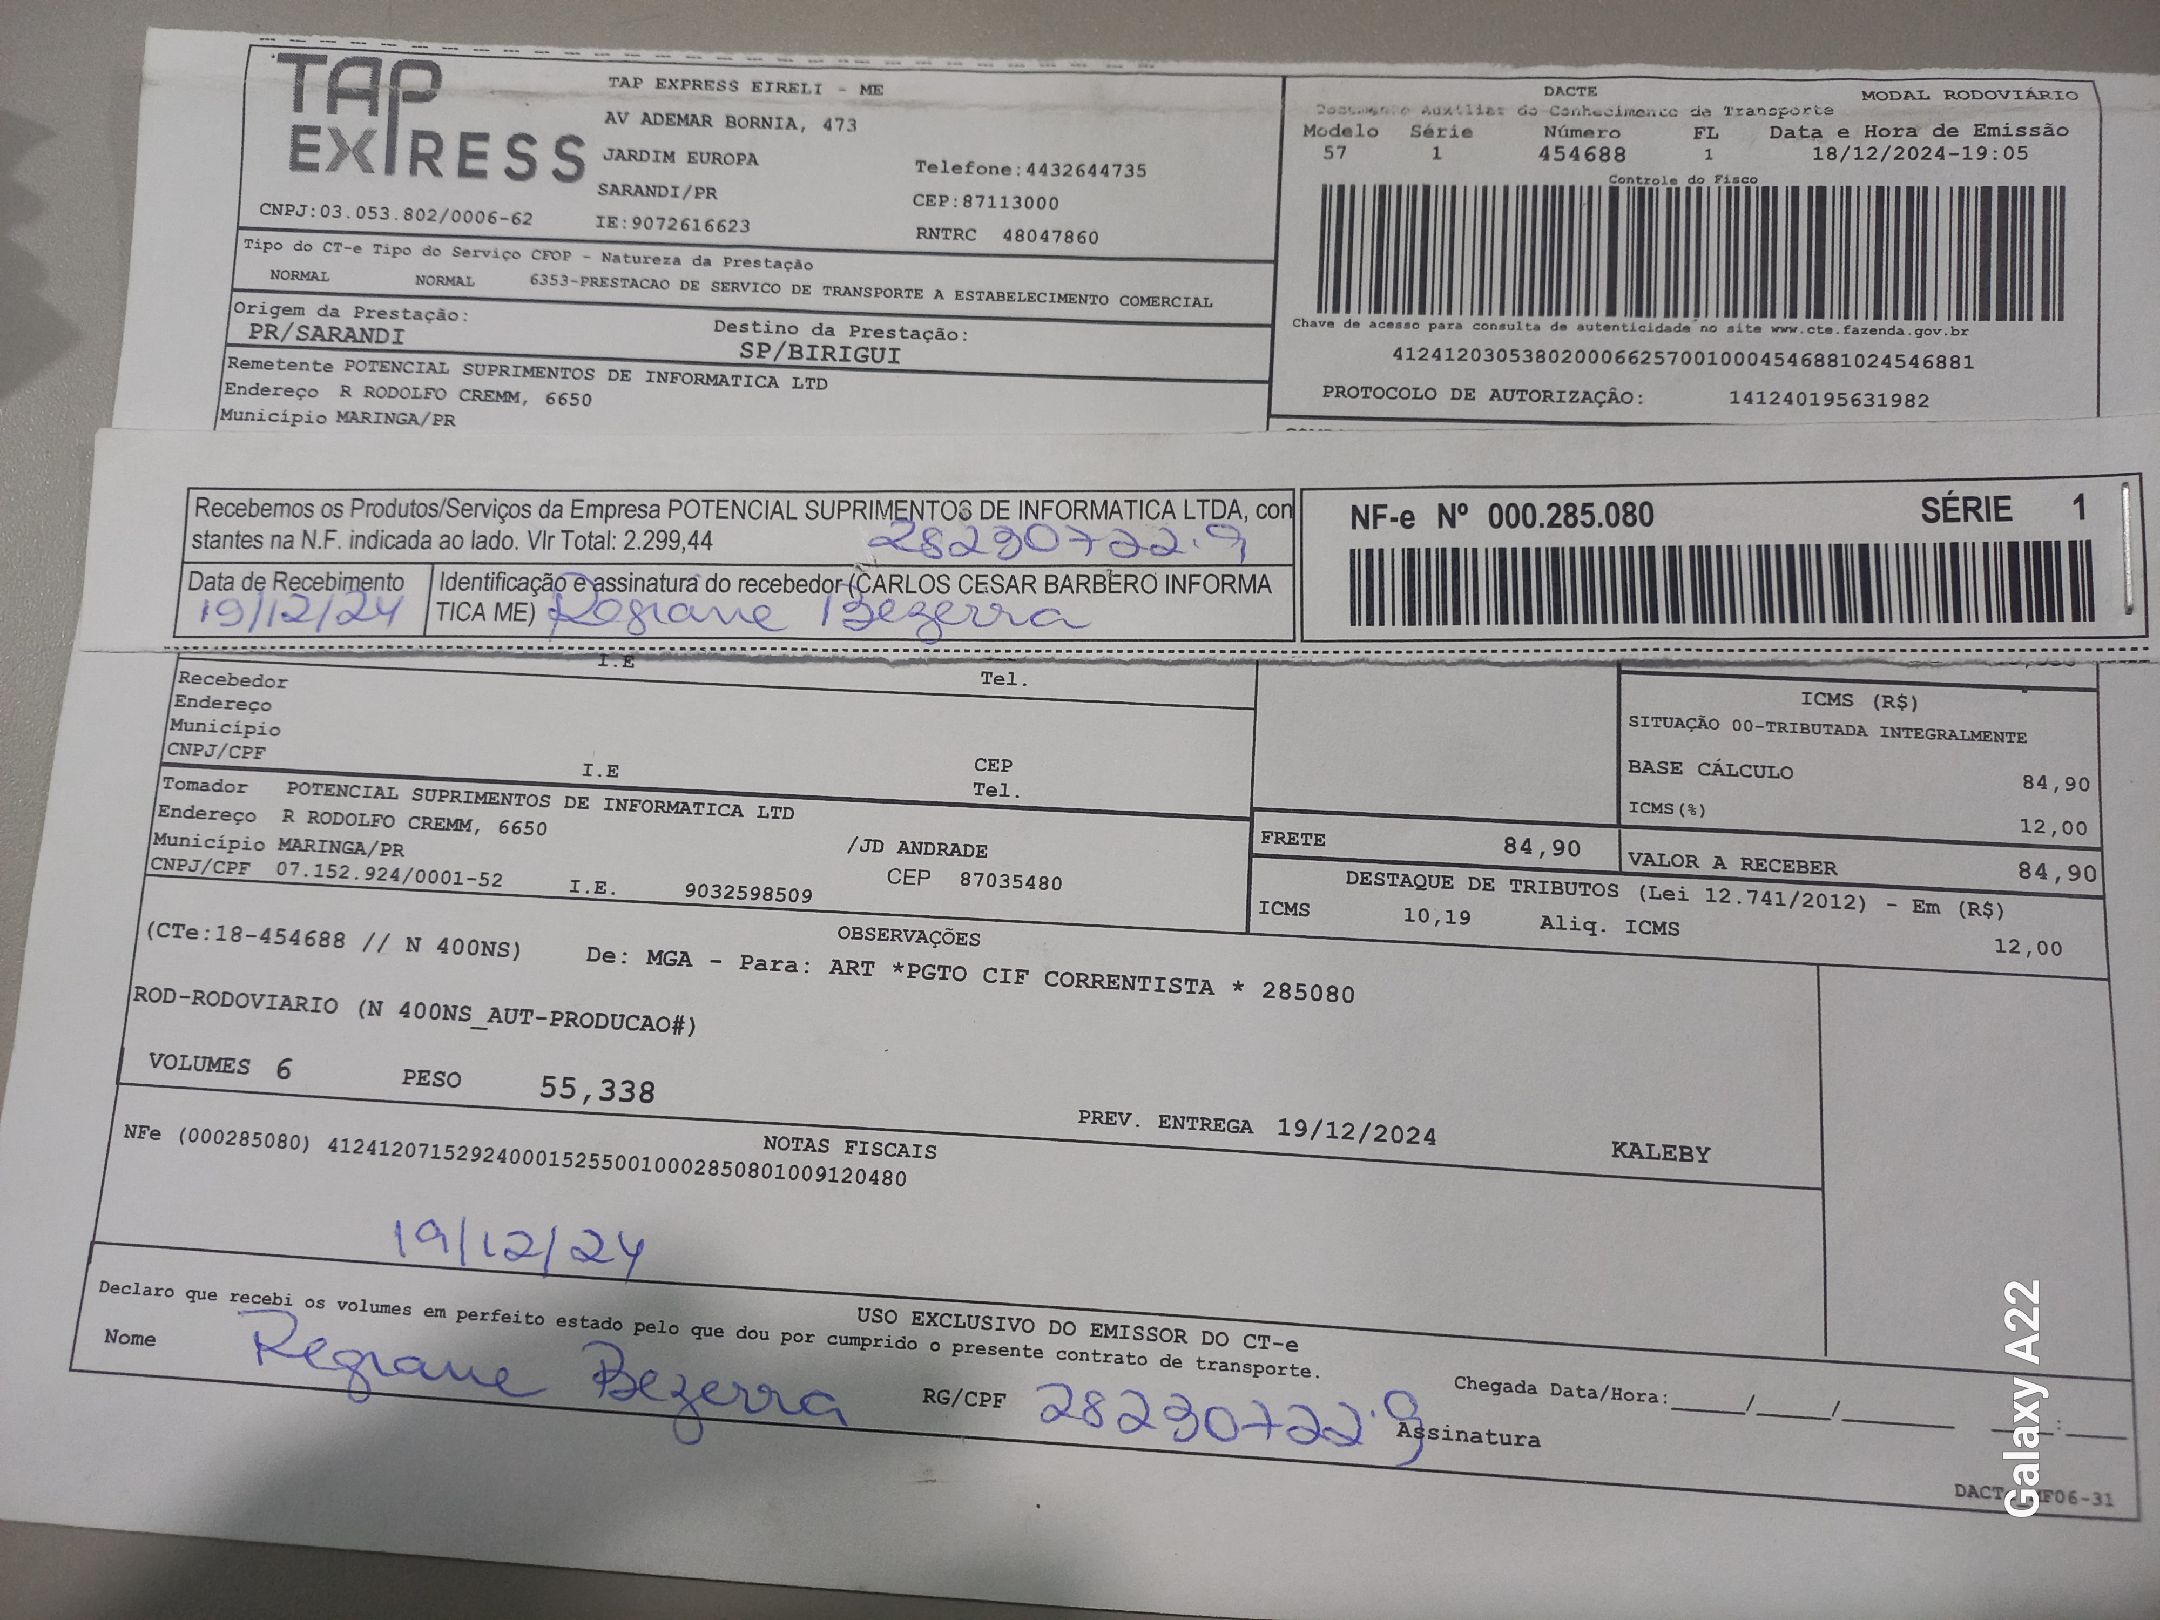 TAP EXPRESS
TAP EXPRESS EIRELI - ME
AV ADEMAR BORNIA, 473
JARDIM EUROPA
Telefone:4432644735
SARANDI/PR
CEP:87113000
CNPJ:03.053.802/0006-62
IE:9072616623
RNTRC 48047860
DACTE
MODAL RODOVIÁRIO
Documento Auxiliar do Conhecimento de Transporte
Modelo Série Número FL Data e Hora de Emissão
57 1 454688 1 18/12/2024-19:05
Controle do Fisco
Tipo do CT-e Tipo do Serviço CFOP - Natureza da Prestação
NORMAL NORMAL 6353-PRESTACAO DE SERVICO DE TRANSPORTE A ESTABELECIMENTO COMERCIAL
Origem da Prestação:
PR/SARANDI
Destino da Prestação:
SP/BIRIGUI
Chave de acesso para consulta de autenticidade no site www.cte.fazenda.gov.br
41241203053802000662570010004546881024546881
PROTOCOLO DE AUTORIZAÇÃO: 141240195631982
Remetente POTENCIAL SUPRIMENTOS DE INFORMATICA LTD
Endereço R RODOLFO CREMM, 6650
Município MARINGA/PR
Recebemos os Produtos/Serviços da Empresa POTENCIAL SUPRIMENTOS DE INFORMATICA LTDA, con
stantes na N.F. indicada ao lado. Vlr Total: 2.299,44
28230722.9
Data de Recebimento
19/12/24
Identificação e assinatura do recebedor (CARLOS CESAR BARBERO INFORMA
TICA ME) Regiane Bezerra
NF-e Nº 000.285.080 SÉRIE 1
I.E
Tel.
Recebedor
Endereço
Município
CNPJ/CPF
I.E
CEP
Tel.
Tomador POTENCIAL SUPRIMENTOS DE INFORMATICA LTD
Endereço R RODOLFO CREMM, 6650
/JD ANDRADE
Município MARINGA/PR
CEP 87035480
CNPJ/CPF 07.152.924/0001-52 I.E. 9032598509
ICMS (R$)
SITUAÇÃO 00-TRIBUTADA INTEGRALMENTE
BASE CÁLCULO 84,90
ICMS(%) 12,00
FRETE 84,90
VALOR A RECEBER 84,90
DESTAQUE DE TRIBUTOS (Lei 12.741/2012) - Em (R$)
ICMS 10,19 Aliq. ICMS 12,00
OBSERVAÇÕES
(CTe:18-454688 // N 400NS) De: MGA - Para: ART *PGTO CIF CORRENTISTA * 285080
ROD-RODOVIARIO (N 400NS_AUT-PRODUCAO#)
VOLUMES 6 PESO 55,338
PREV. ENTREGA 19/12/2024 KALEBY
NOTAS FISCAIS
NFe (000285080) 41241207152924000152550010002850801009120480
19/12/24
USO EXCLUSIVO DO EMISSOR DO CT-e
Declaro que recebi os volumes em perfeito estado pelo que dou por cumprido o presente contrato de transporte.
Nome Regiane Bezerra RG/CPF 28230722.9 Assinatura
Chegada Data/Hora:_____/_____/_______ ____:____
Galaxy A22